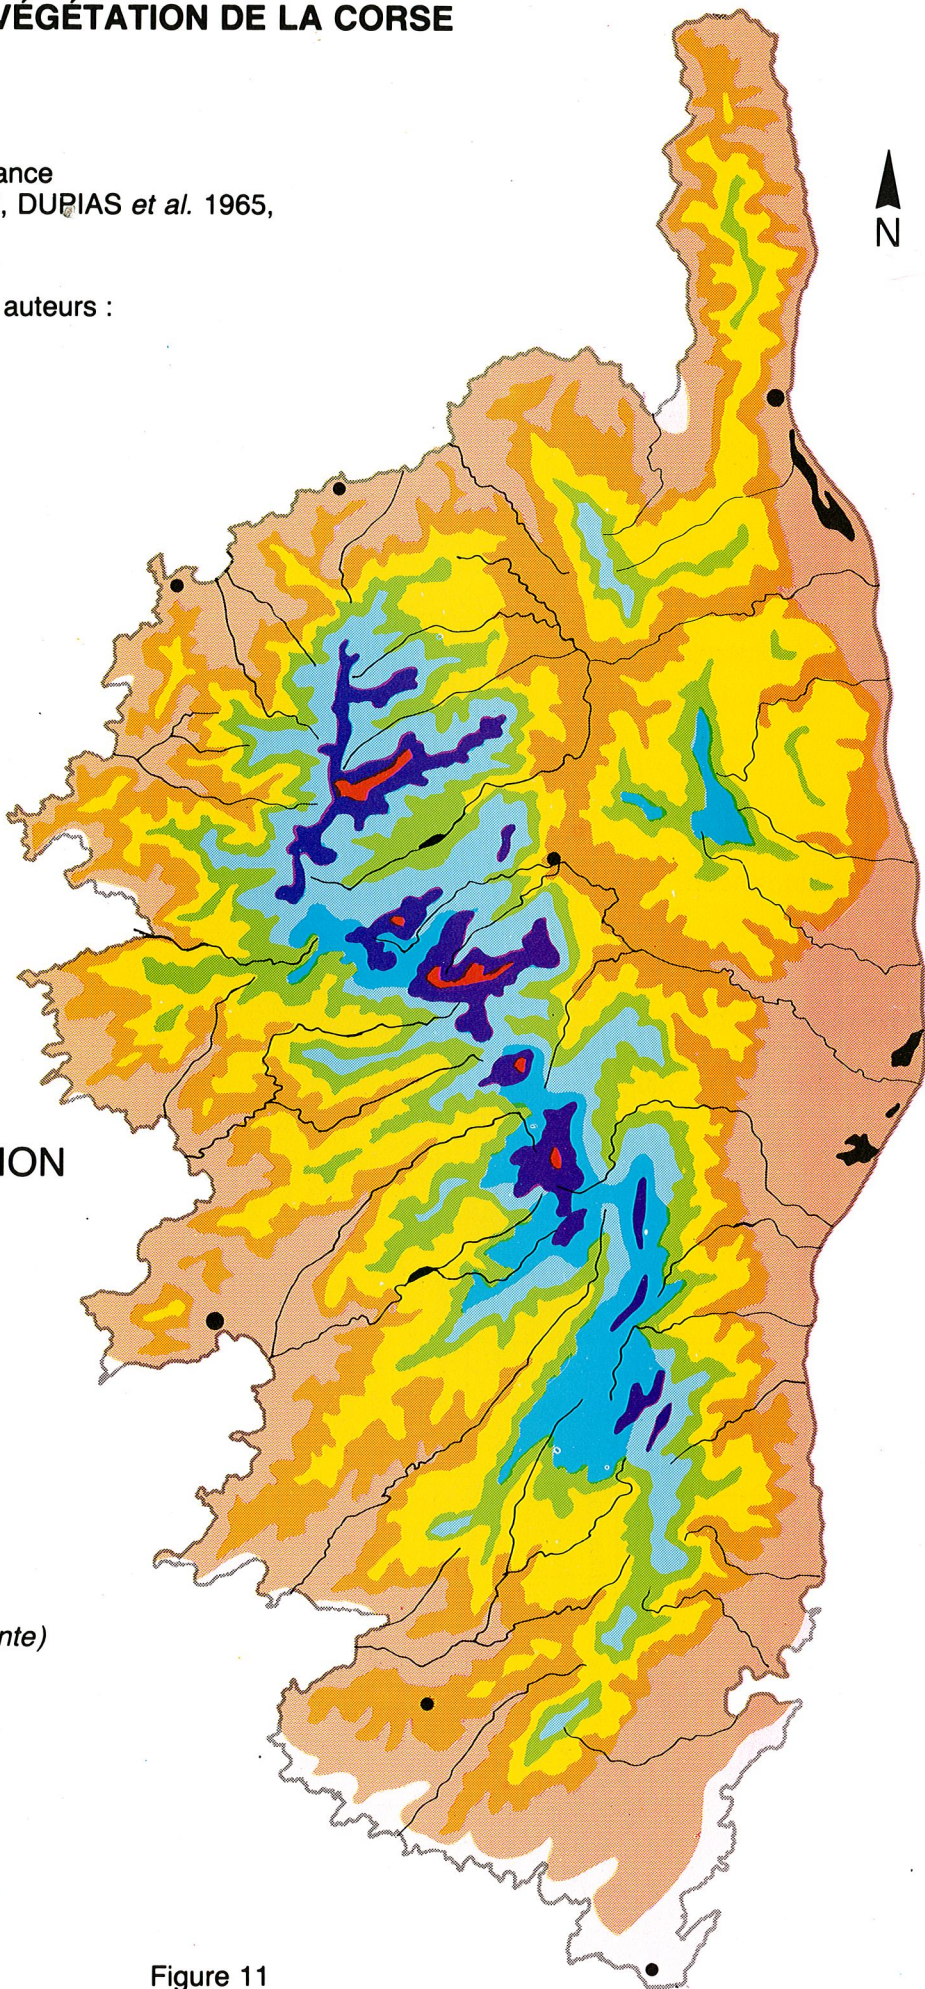 VÉGÉTATION DE LA CORSE
ance
, DUPIAS et al. 1965,
N
auteurs :
ION
nte)
Figure 11